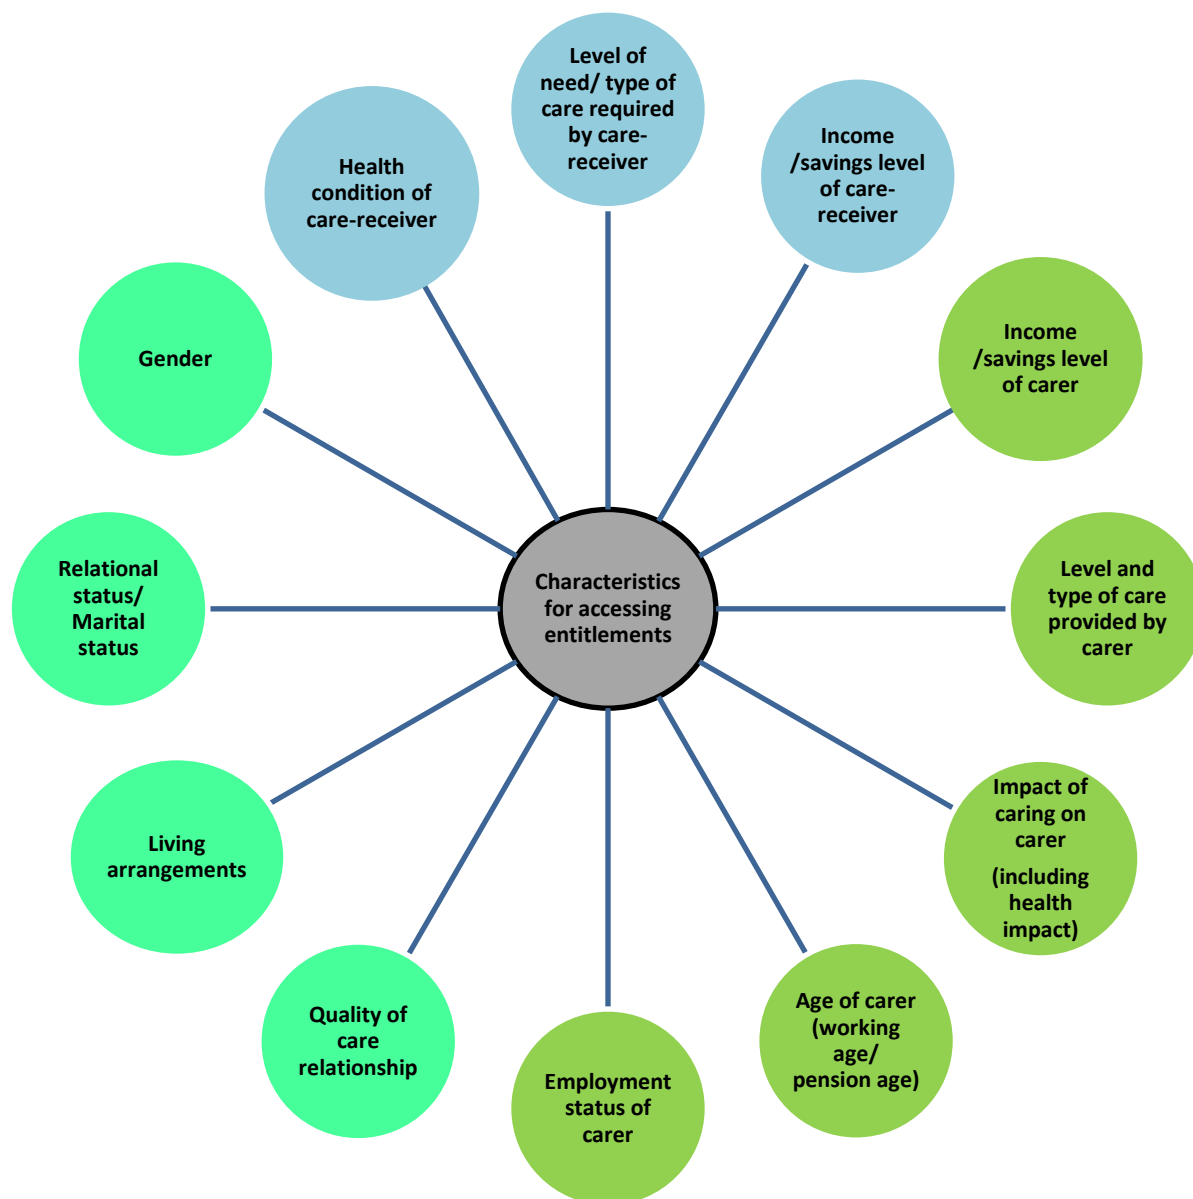 Level of
need/ type of
care required
by care-
receiver
Income
/savings level
of care-
receiver
Health
condition of
care-receiver
Income
/savings level
of carer
Gender
Characteristics
for accessing
entitlements
Relational
status/
Marital
status
Level and
type of care
provided by
carer
Living
arrangements
Impact of
caring on
carer
(including
health
impact)
Quality of
care
relationship
Age of carer
(working
age/
pension age)
Employment
status of
carer